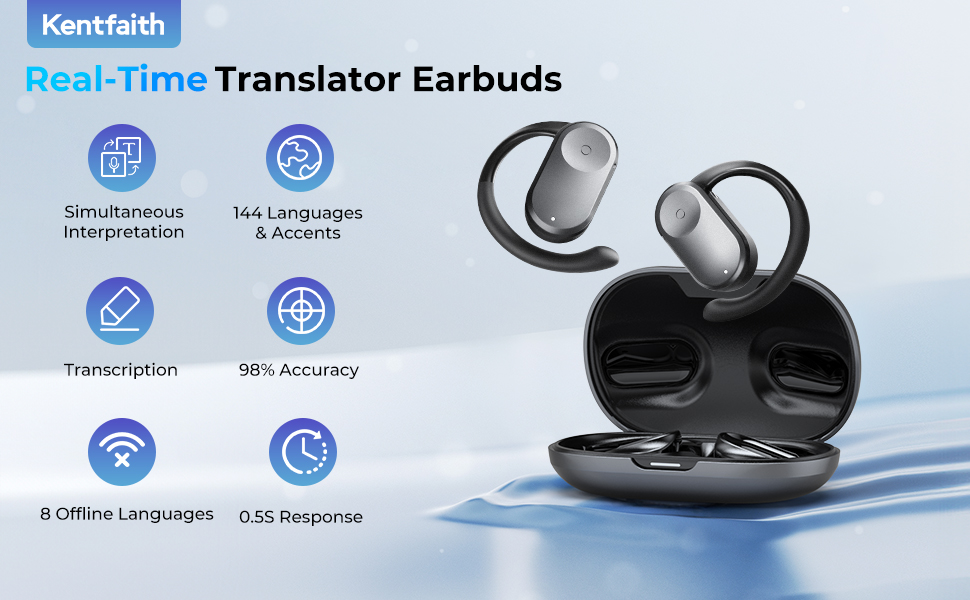 Kentfaith
Real-Time Translator Earbuds
Simultaneous
Interpretation
144 Languages
& Accents
Transcription
98% Accuracy
8 Offline Languages
0.5S Response